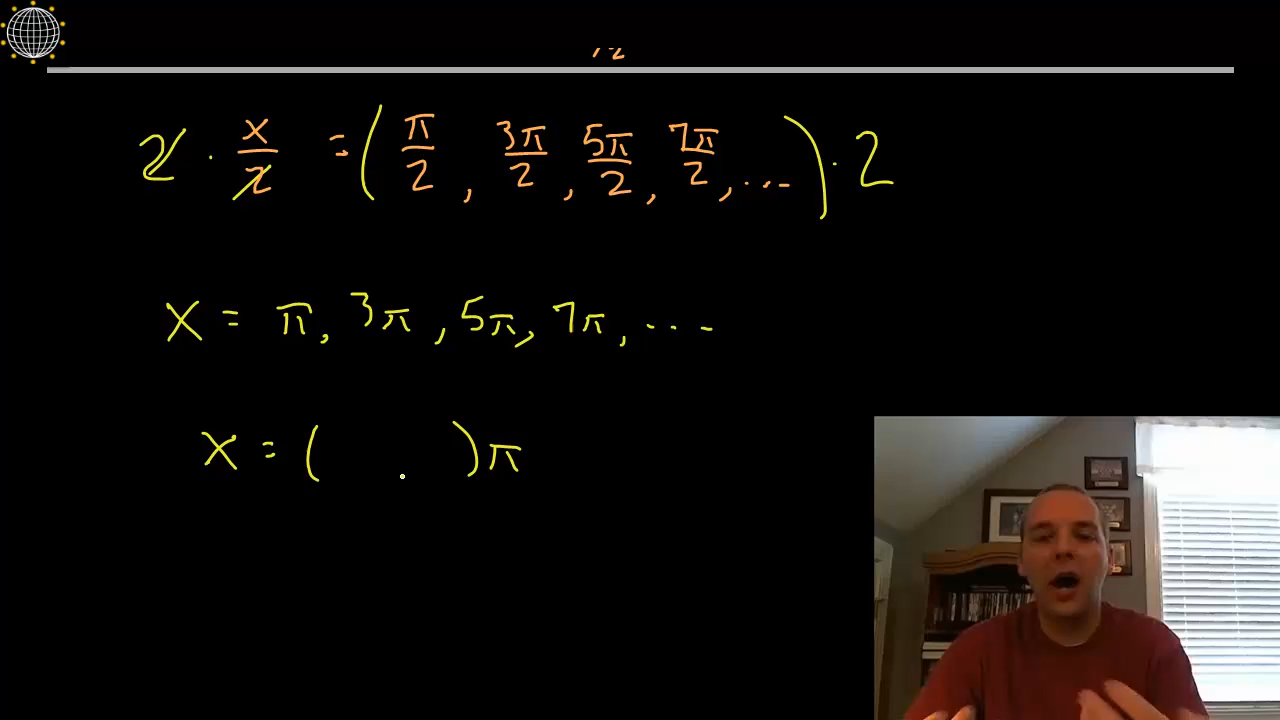 2 · x/2 = (π/2, 3π/2, 5π/2, 7π/2, ...) · 2
x = π, 3π, 5π, 7π, ...
x = ( )π